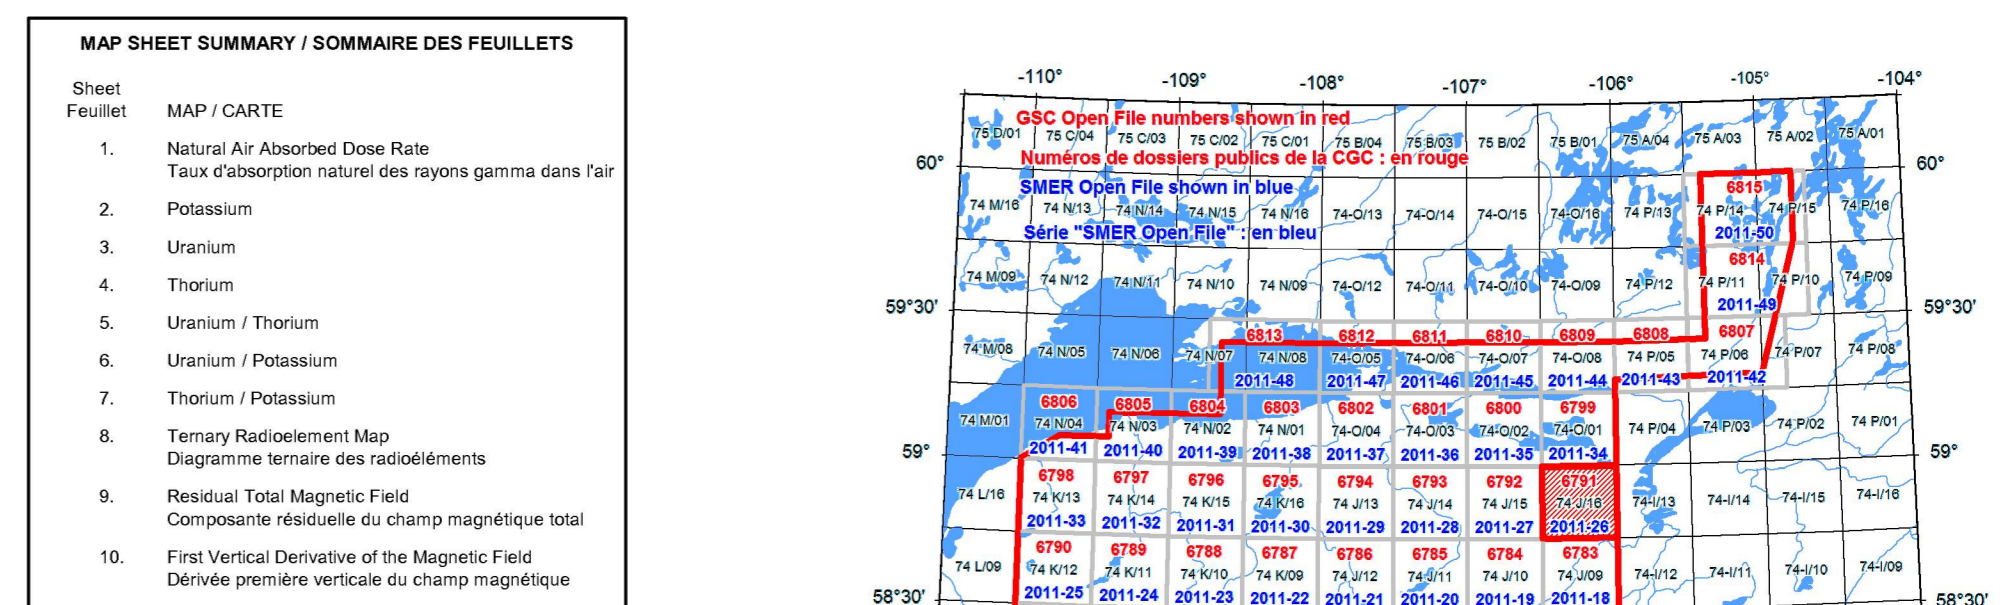 MAP SHEET SUMMARY / SOMMAIRE DES FEUILLETS
Sheet
Feuillet MAP / CARTE
1. Natural Air Absorbed Dose Rate
Taux d'absorption naturel des rayons gamma dans l'air
2. Potassium
3. Uranium
4. Thorium
5. Uranium / Thorium
6. Uranium / Potassium
7. Thorium / Potassium
8. Ternary Radioelement Map
Diagramme ternaire des radioéléments
9. Residual Total Magnetic Field
Composante résiduelle du champ magnétique total
10. First Vertical Derivative of the Magnetic Field
Dérivée première verticale du champ magnétique
-110° -109° -108° -107° -106° -105° -104°
GSC Open File numbers shown in red
75 D/01 75 C/04 75 C/03 75 C/02 75 C/01 75 B/04 75 B/03 75 B/02 75 B/01 75 A/04 75 A/03 75 A/02 75 A/01
Numéros de dossiers publics de la CGC : en rouge
60° 60°
SMER Open File shown in blue
6815
74 M/16 74 N/13 74 N/14 74 N/15 74 N/16 74-O/13 74-O/14 74-O/15 74-O/16 74 P/13 74 P/14 74 P/15 74 P/16
Série "SMER Open File" : en bleu
2011-50
6814
74 M/09 74 N/12 74 N/11 74 N/10 74 N/09 74-O/12 74-O/11 74-O/10 74-O/09 74 P/12 74 P/11 74 P/10 74 P/09
2011-49
59°30' 59°30'
6813 6812 6811 6810 6809 6808 6807
74 M/08 74 N/05 74 N/06 74 N/07 74 N/08 74-O/05 74-O/06 74-O/07 74-O/08 74 P/05 74 P/06 74 P/07 74 P/08
2011-48 2011-47 2011-46 2011-45 2011-44 2011-43 2011-42
6806 6805 6804 6803 6802 6801 6800 6799
74 M/01 74 N/04 74 N/03 74 N/02 74 N/01 74-O/04 74-O/03 74-O/02 74-O/01 74 P/04 74 P/03 74 P/02 74 P/01
2011-41 2011-40 2011-39 2011-38 2011-37 2011-36 2011-35 2011-34
59° 59°
6798 6797 6796 6795 6794 6793 6792 6791
74 L/16 74 K/13 74 K/14 74 K/15 74 K/16 74 J/13 74 J/14 74 J/15 74 J/16 74-I/13 74-I/14 74-I/15 74-I/16
2011-33 2011-32 2011-31 2011-30 2011-29 2011-28 2011-27 2011-26
6790 6789 6788 6787 6786 6785 6784 6783
74 L/09 74 K/12 74 K/11 74 K/10 74 K/09 74 J/12 74 J/11 74 J/10 74 J/09 74-I/12 74-I/11 74-I/10 74-I/09
2011-25 2011-24 2011-23 2011-22 2011-21 2011-20 2011-19 2011-18
58°30' 58°30'